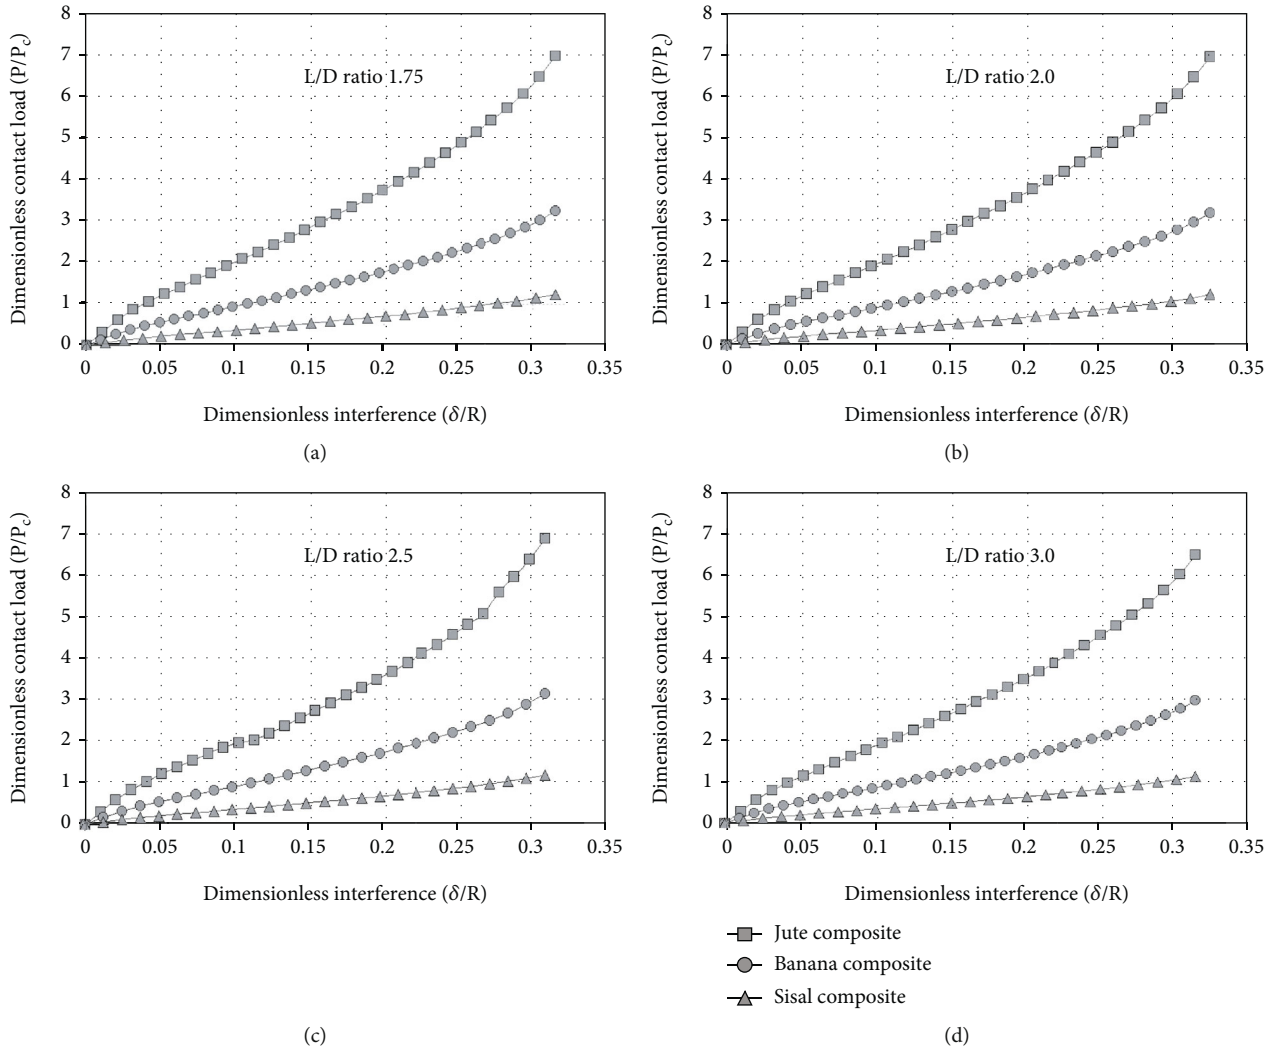 8
7
6
5
4
3
2
1
0
Dimensionless contact load (P/Pc)
L/D ratio 1.75
0 0.05 0.1 0.15 0.2 0.25 0.3 0.35
Dimensionless interference (δ/R)
(a)
8
7
6
5
4
3
2
1
0
Dimensionless contact load (P/Pc)
L/D ratio 2.0
0 0.05 0.1 0.15 0.2 0.25 0.3 0.35
Dimensionless interference (δ/R)
(b)
8
7
6
5
4
3
2
1
0
Dimensionless contact load (P/Pc)
L/D ratio 2.5
0 0.05 0.1 0.15 0.2 0.25 0.3 0.35
Dimensionless interference (δ/R)
(c)
8
7
6
5
4
3
2
1
0
Dimensionless contact load (P/Pc)
L/D ratio 3.0
0 0.05 0.1 0.15 0.2 0.25 0.3 0.35
Dimensionless interference (δ/R)
Jute composite
Banana composite
Sisal composite
(d)